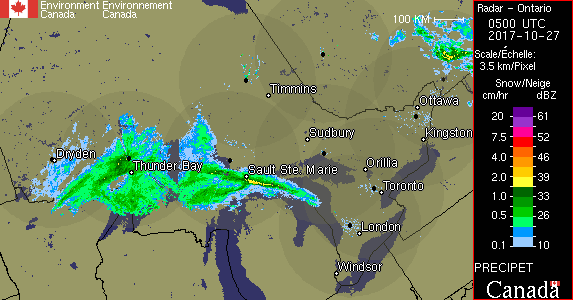 Environment Environnement
Canada Canada
100 KM
Radar - Ontario
0500 UTC
2017-10-27
Scale/Échelle:
3.5 km/Pixel
Snow/Neige
cm/hr dBZ
20 61
7.5 52
4.0 46
2.0 39
1.0 33
0.5 26
0.1 10
PRECIPET
Canada
Timmins
Ottawa
Sudbury
Kingston
Dryden
Thunder Bay
Sault Ste. Marie
Orillia
Toronto
London
Windsor